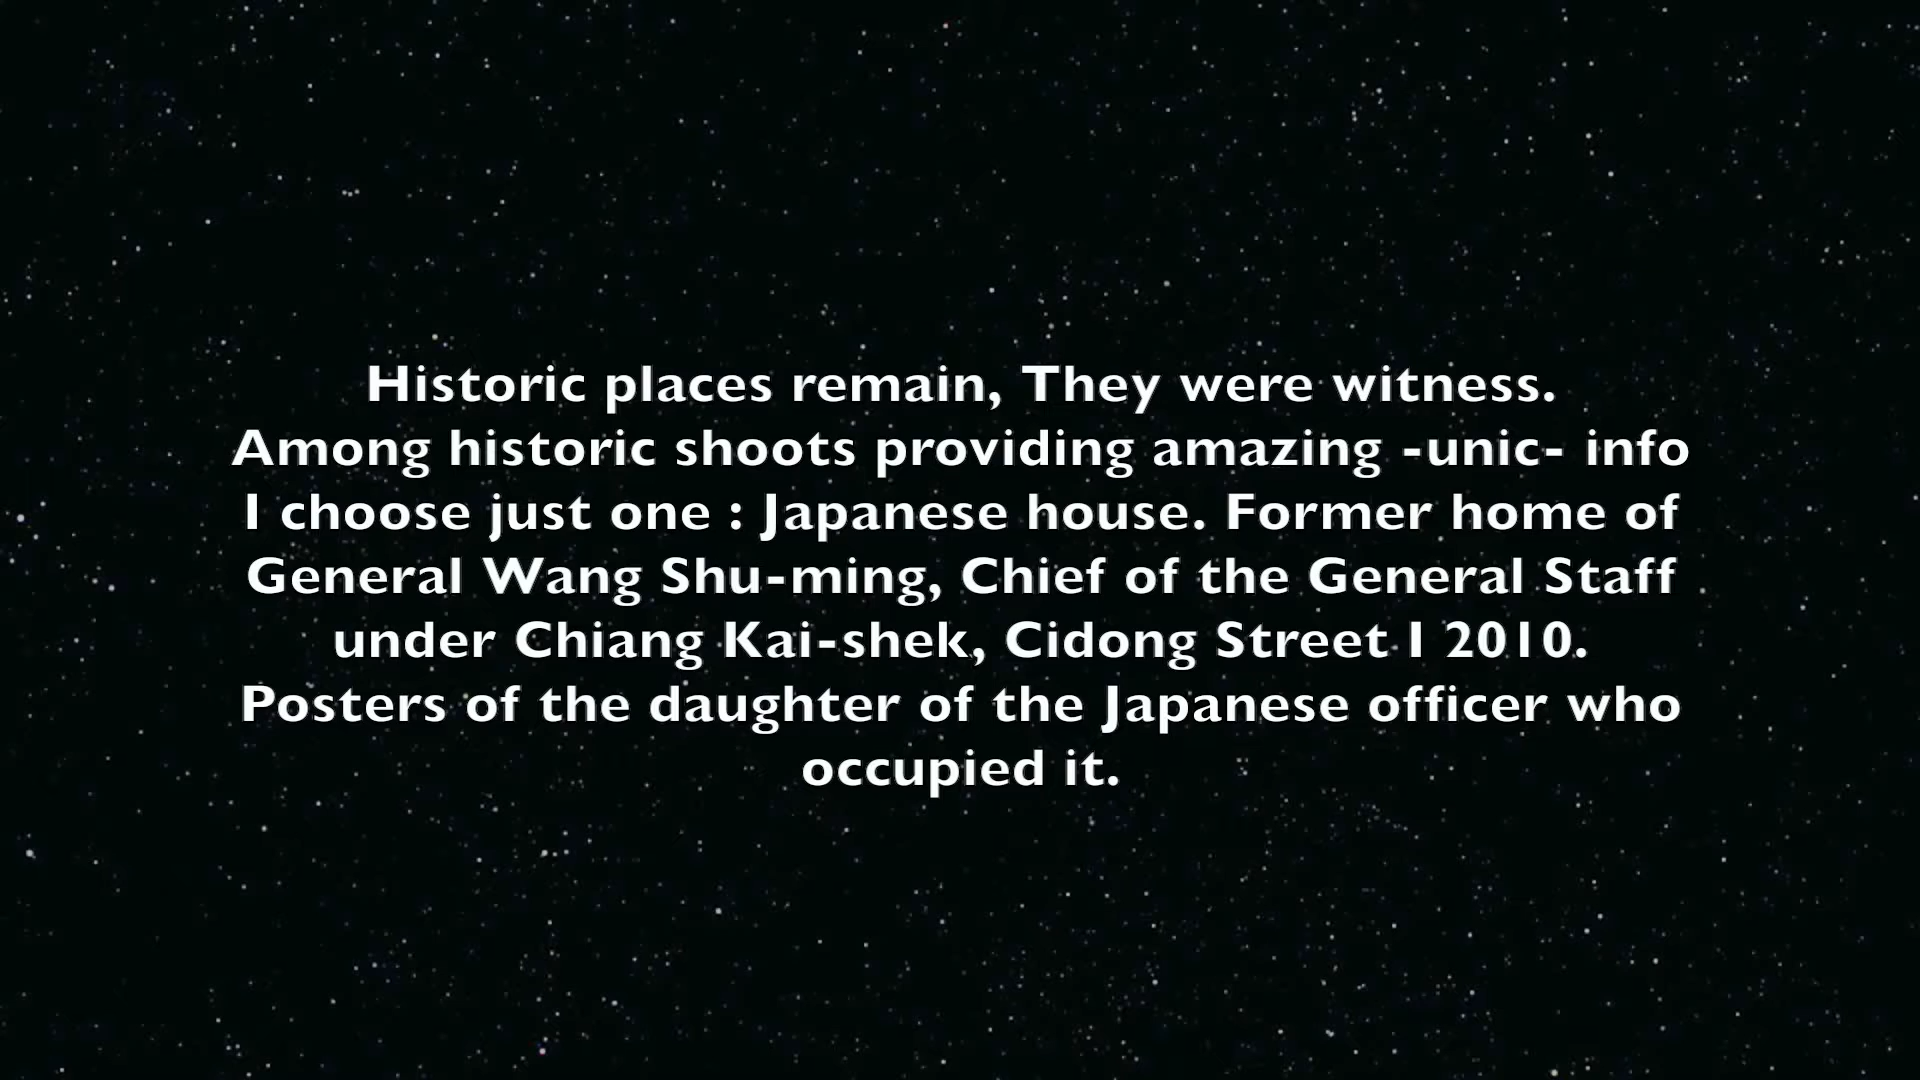 Historic places remain, They were witness.
Among historic shoots providing amazing -unic- info
I choose just one : Japanese house. Former home of
General Wang Shu-ming, Chief of the General Staff
under Chiang Kai-shek, Cidong Street I 2010.
Posters of the daughter of the Japanese officer who
occupied it.